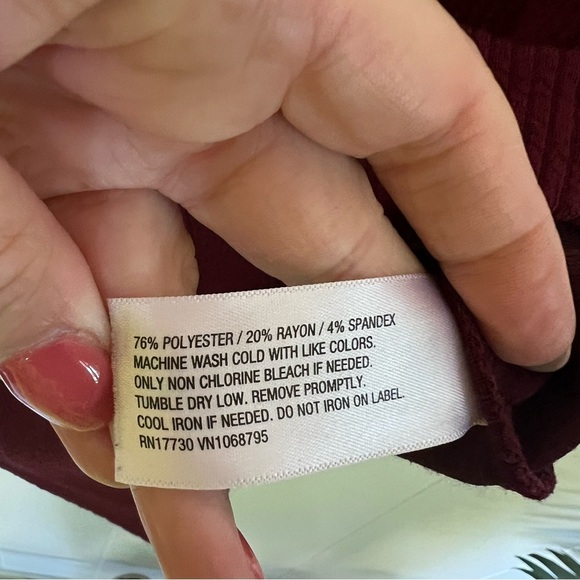 76% POLYESTER / 20% RAYON / 4% SPANDEX
MACHINE WASH COLD WITH LIKE COLORS.
ONLY NON CHLORINE BLEACH IF NEEDED.
TUMBLE DRY LOW. REMOVE PROMPTLY.
COOL IRON IF NEEDED. DO NOT IRON ON LABEL.
RN17730 VN1068795